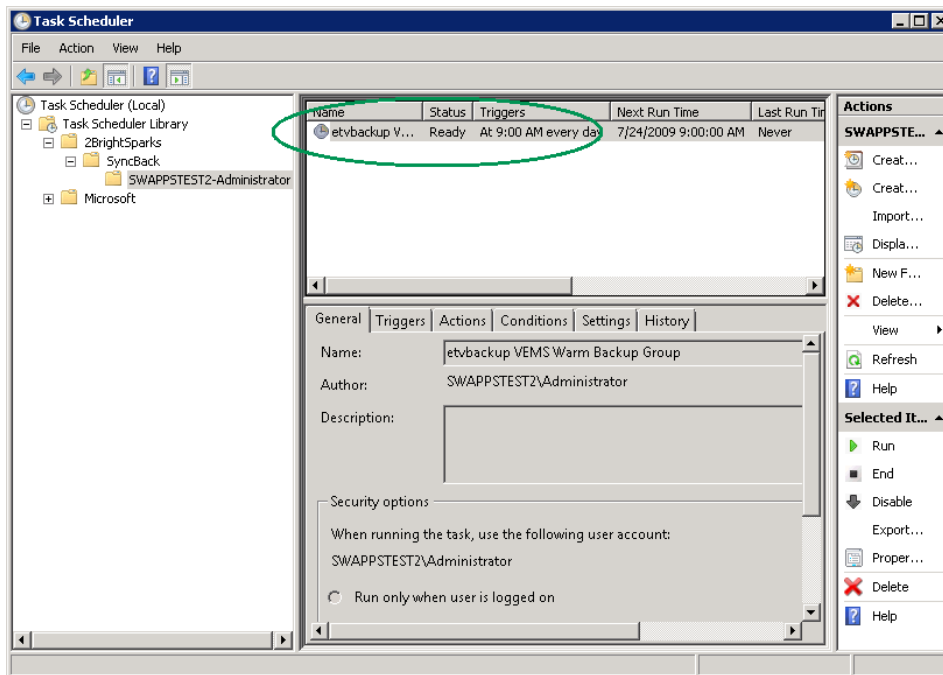 Task Scheduler
File Action View Help
Task Scheduler (Local)
Task Scheduler Library
2BrightSparks
SyncBack
SWAPPSTEST2-Administrator
Microsoft
Name Status Triggers Next Run Time Last Run Tir
etvbackup V... Ready At 9:00 AM every day 7/24/2009 9:00:00 AM Never
General Triggers Actions Conditions Settings History
Name: etvbackup VEMS Warm Backup Group
Author: SWAPPSTEST2\Administrator
Description:
Security options
When running the task, use the following user account:
SWAPPSTEST2\Administrator
Run only when user is logged on
Actions
SWAPPSTE...
Creat...
Creat...
Import...
Displa...
New F...
Delete...
View
Refresh
Help
Selected It...
Run
End
Disable
Export...
Proper...
Delete
Help